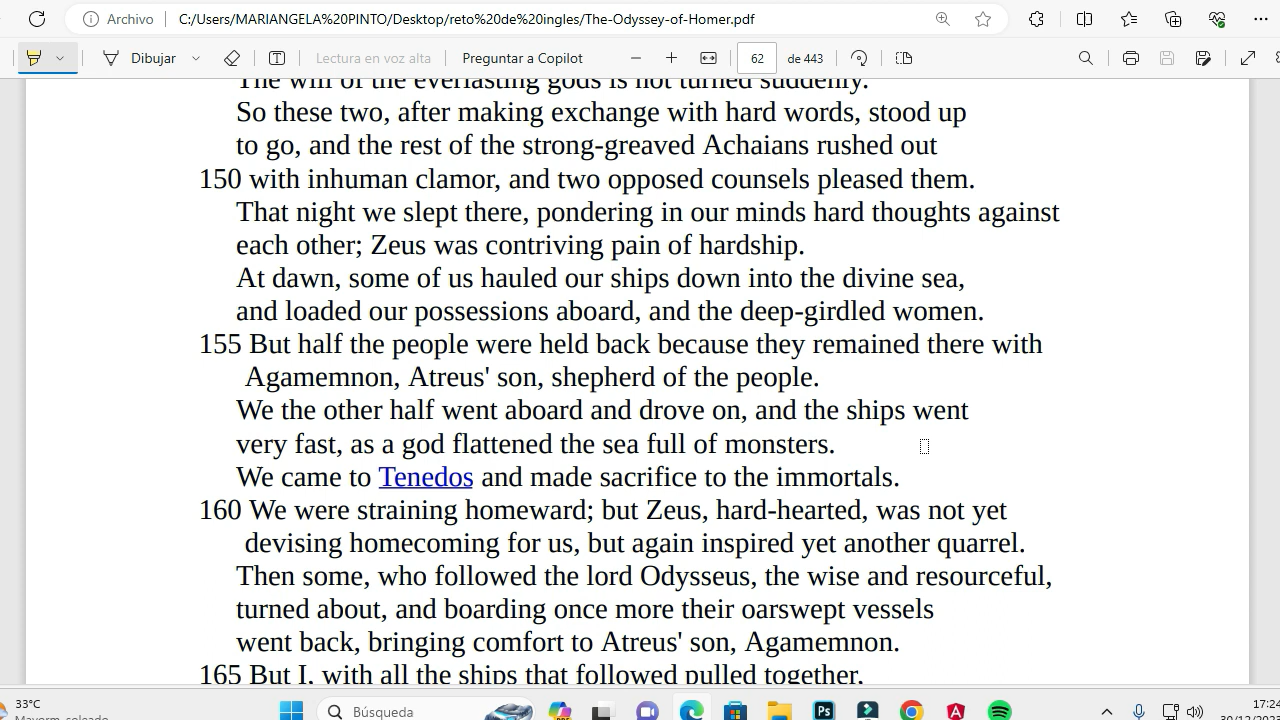 Archivo C:/Users/MARIANGELA%20PINTO/Desktop/reto%20de%20ingles/The-Odyssey-of-Homer.pdf
Dibujar Lectura en voz alta Preguntar a Copilot 62 de 443
The will of the everlasting gods is not turned suddenly.
So these two, after making exchange with hard words, stood up
to go, and the rest of the strong-greaved Achaians rushed out
150 with inhuman clamor, and two opposed counsels pleased them.
That night we slept there, pondering in our minds hard thoughts against
each other; Zeus was contriving pain of hardship.
At dawn, some of us hauled our ships down into the divine sea,
and loaded our possessions aboard, and the deep-girdled women.
155 But half the people were held back because they remained there with
Agamemnon, Atreus' son, shepherd of the people.
We the other half went aboard and drove on, and the ships went
very fast, as a god flattened the sea full of monsters.
We came to Tenedos and made sacrifice to the immortals.
160 We were straining homeward; but Zeus, hard-hearted, was not yet
devising homecoming for us, but again inspired yet another quarrel.
Then some, who followed the lord Odysseus, the wise and resourceful,
turned about, and boarding once more their oarswept vessels
went back, bringing comfort to Atreus' son, Agamemnon.
165 But I, with all the ships that followed pulled together,
33°C
Mayorm. soleado
Búsqueda
Ps
17:24